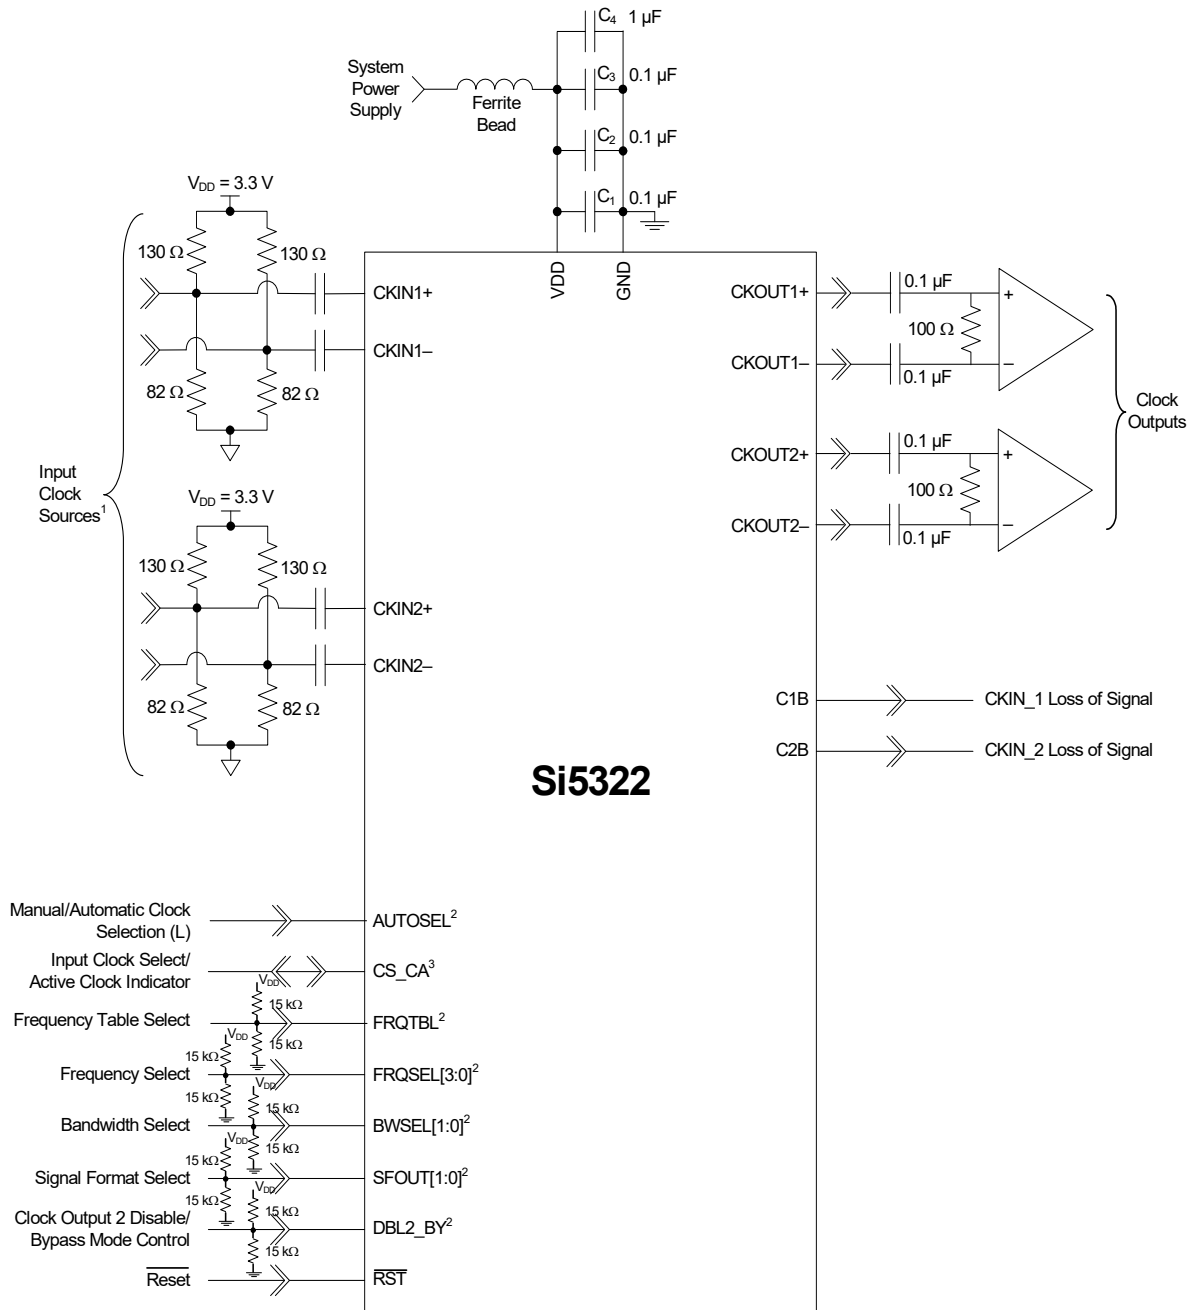 C4 1 µF
System
Power
Supply
Ferrite
Bead
C3 0.1 µF
C2 0.1 µF
C1 0.1 µF
VDD = 3.3 V
130 Ω
130 Ω
82 Ω
82 Ω
VDD
GND
CKIN1+
CKIN1–
CKOUT1+
0.1 µF
100 Ω
+
–
CKOUT1–
0.1 µF
CKOUT2+
0.1 µF
100 Ω
+
–
CKOUT2–
0.1 µF
Clock
Outputs
Input
Clock
Sources1
VDD = 3.3 V
130 Ω
130 Ω
82 Ω
82 Ω
CKIN2+
CKIN2–
C1B
CKIN_1 Loss of Signal
C2B
CKIN_2 Loss of Signal
Si5322
Manual/Automatic Clock
Selection (L)
AUTOSEL2
Input Clock Select/
Active Clock Indicator
CS_CA3
VDD
15 kΩ
Frequency Table Select
FRQTBL2
15 kΩ
VDD
15 kΩ
Frequency Select
FRQSEL[3:0]2
15 kΩ
VDD
15 kΩ
Bandwidth Select
BWSEL[1:0]2
15 kΩ
VDD
15 kΩ
Signal Format Select
SFOUT[1:0]2
15 kΩ
VDD
15 kΩ
Clock Output 2 Disable/
Bypass Mode Control
DBL2_BY2
15 kΩ
Reset
RST